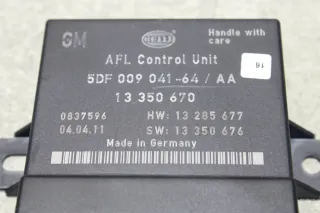 GM HELLA Handle with care
AFL Control Unit
5DF 009 041-64 / AA
13 350 670
0837596 HW: 13 285 677
04.04.11 SW: 13 350 676
Made in Germany